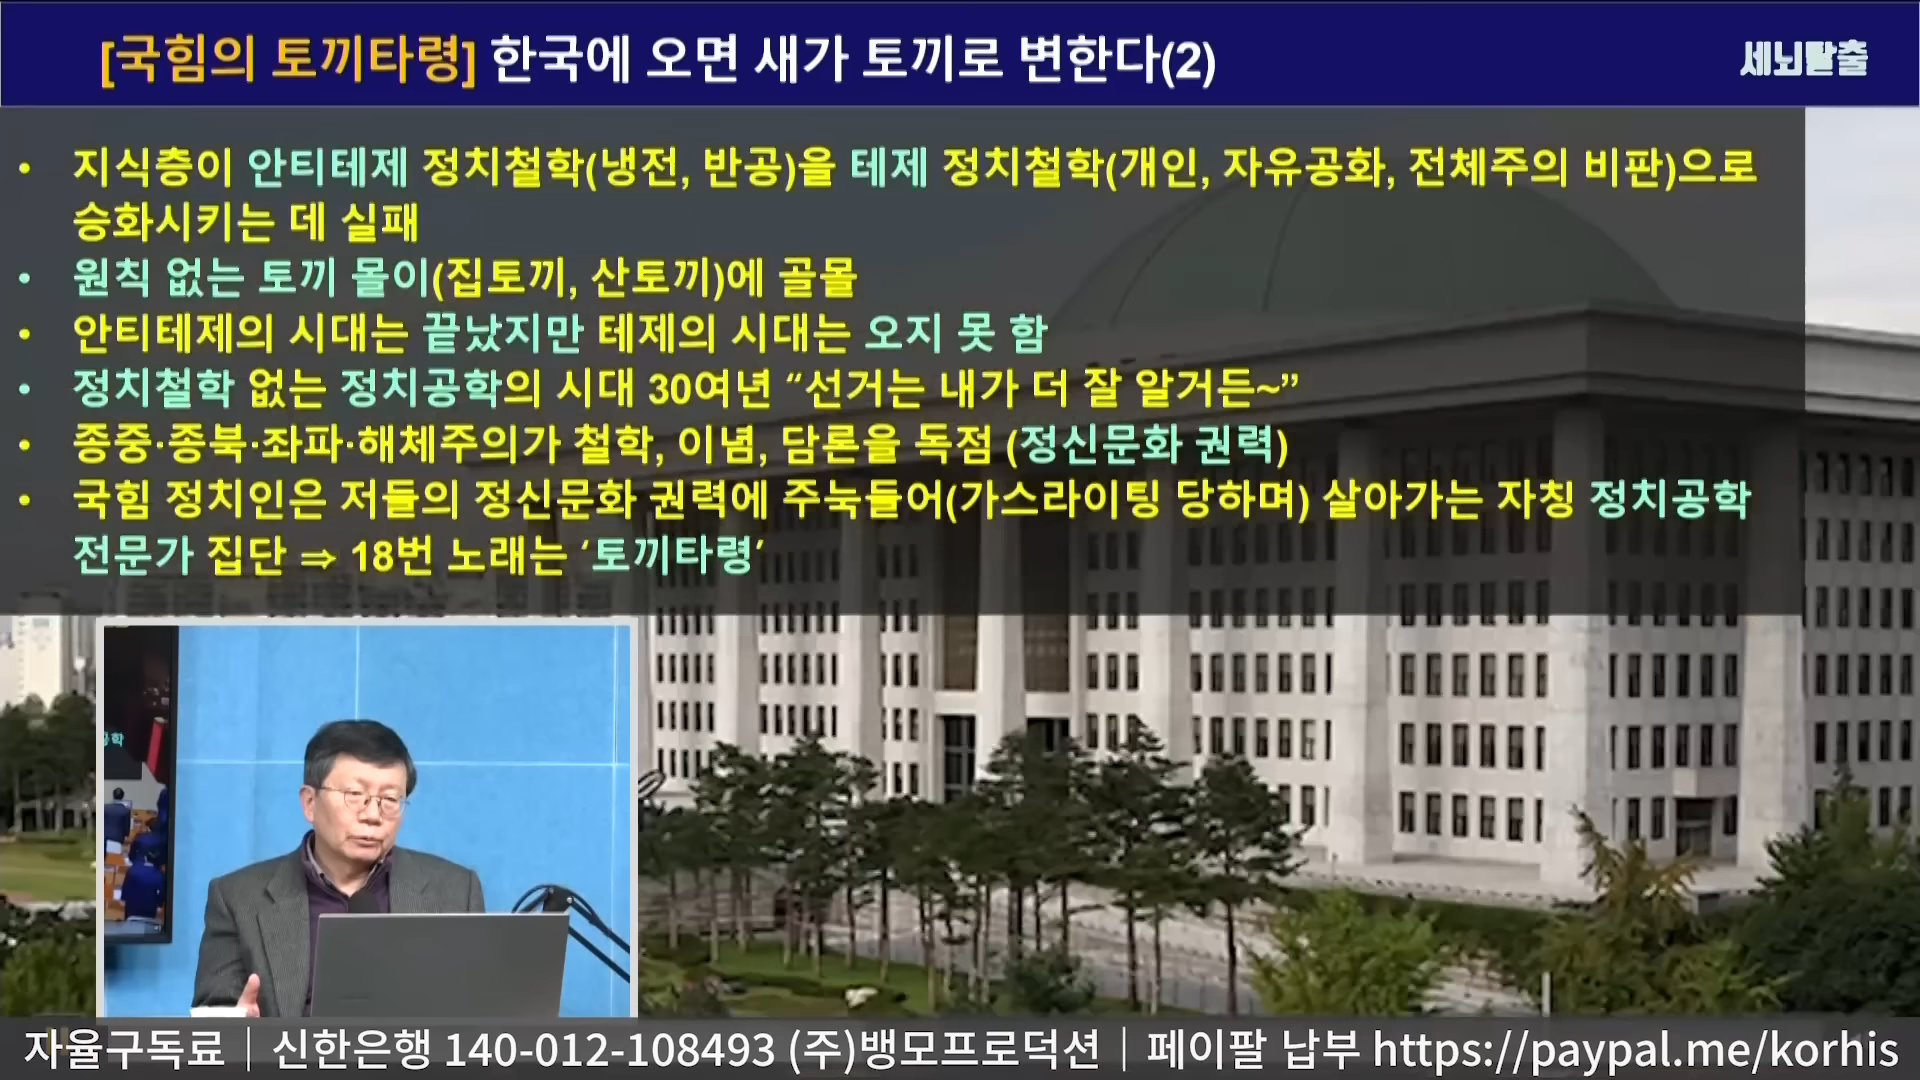 [국힘의 토끼타령] 한국에 오면 새가 토끼로 변한다(2)
세뇌탈출
• 지식층이 안티테제 정치철학(냉전, 반공)을 테제 정치철학(개인, 자유공화, 전체주의 비판)으로
승화시키는 데 실패
• 원칙 없는 토끼 몰이(집토끼, 산토끼)에 골몰
• 안티테제의 시대는 끝났지만 테제의 시대는 오지 못 함
• 정치철학 없는 정치공학의 시대 30여년 “선거는 내가 더 잘 알거든~”
• 종중·종북·좌파·해체주의가 철학, 이념, 담론을 독점 (정신문화 권력)
• 국힘 정치인은 저들의 정신문화 권력에 주눅들어(가스라이팅 당하며) 살아가는 자칭 정치공학
전문가 집단 ⇒ 18번 노래는 ‘토끼타령’
공학
자율구독료│신한은행 140-012-108493 (주)뱅모프로덕션│페이팔 납부 https://paypal.me/korhis